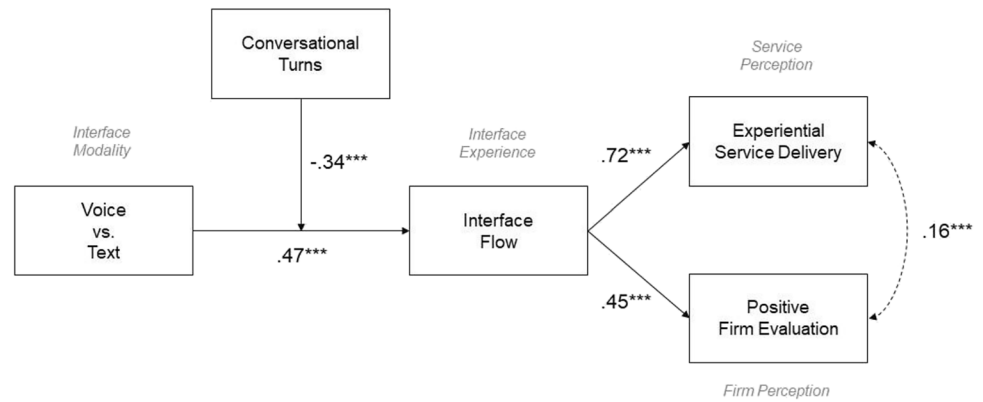 Conversational
Turns
Service
Perception
Interface
Modality
Interface
Experience
Experiential
Service Delivery
-.34***
.72***
Voice
vs.
Text
Interface
Flow
.47***
.16***
.45***
Positive
Firm Evaluation
Firm Perception